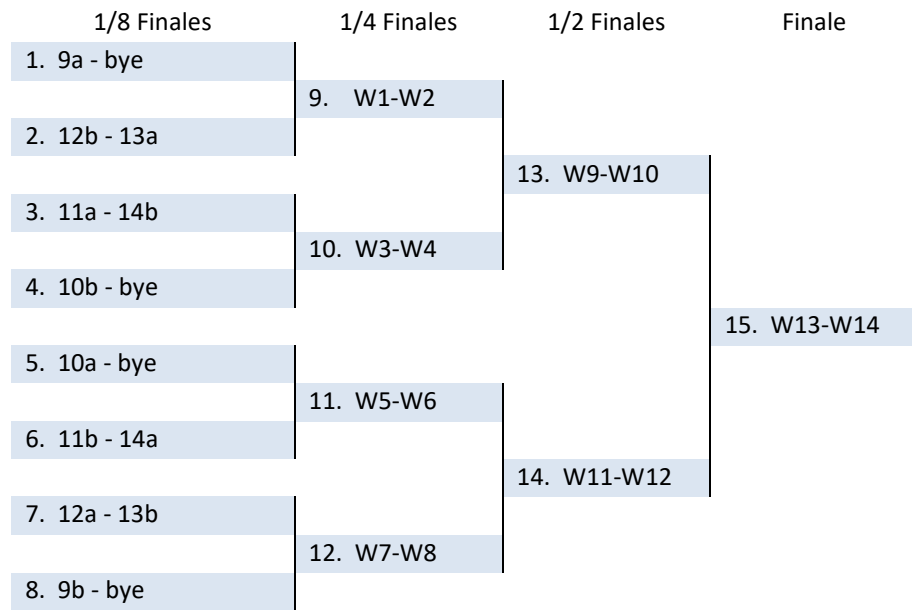 1/8 Finales 1/4 Finales 1/2 Finales Finale
1. 9a - bye
9. W1-W2
2. 12b - 13a
13. W9-W10
3. 11a - 14b
10. W3-W4
4. 10b - bye
15. W13-W14
5. 10a - bye
11. W5-W6
6. 11b - 14a
14. W11-W12
7. 12a - 13b
12. W7-W8
8. 9b - bye